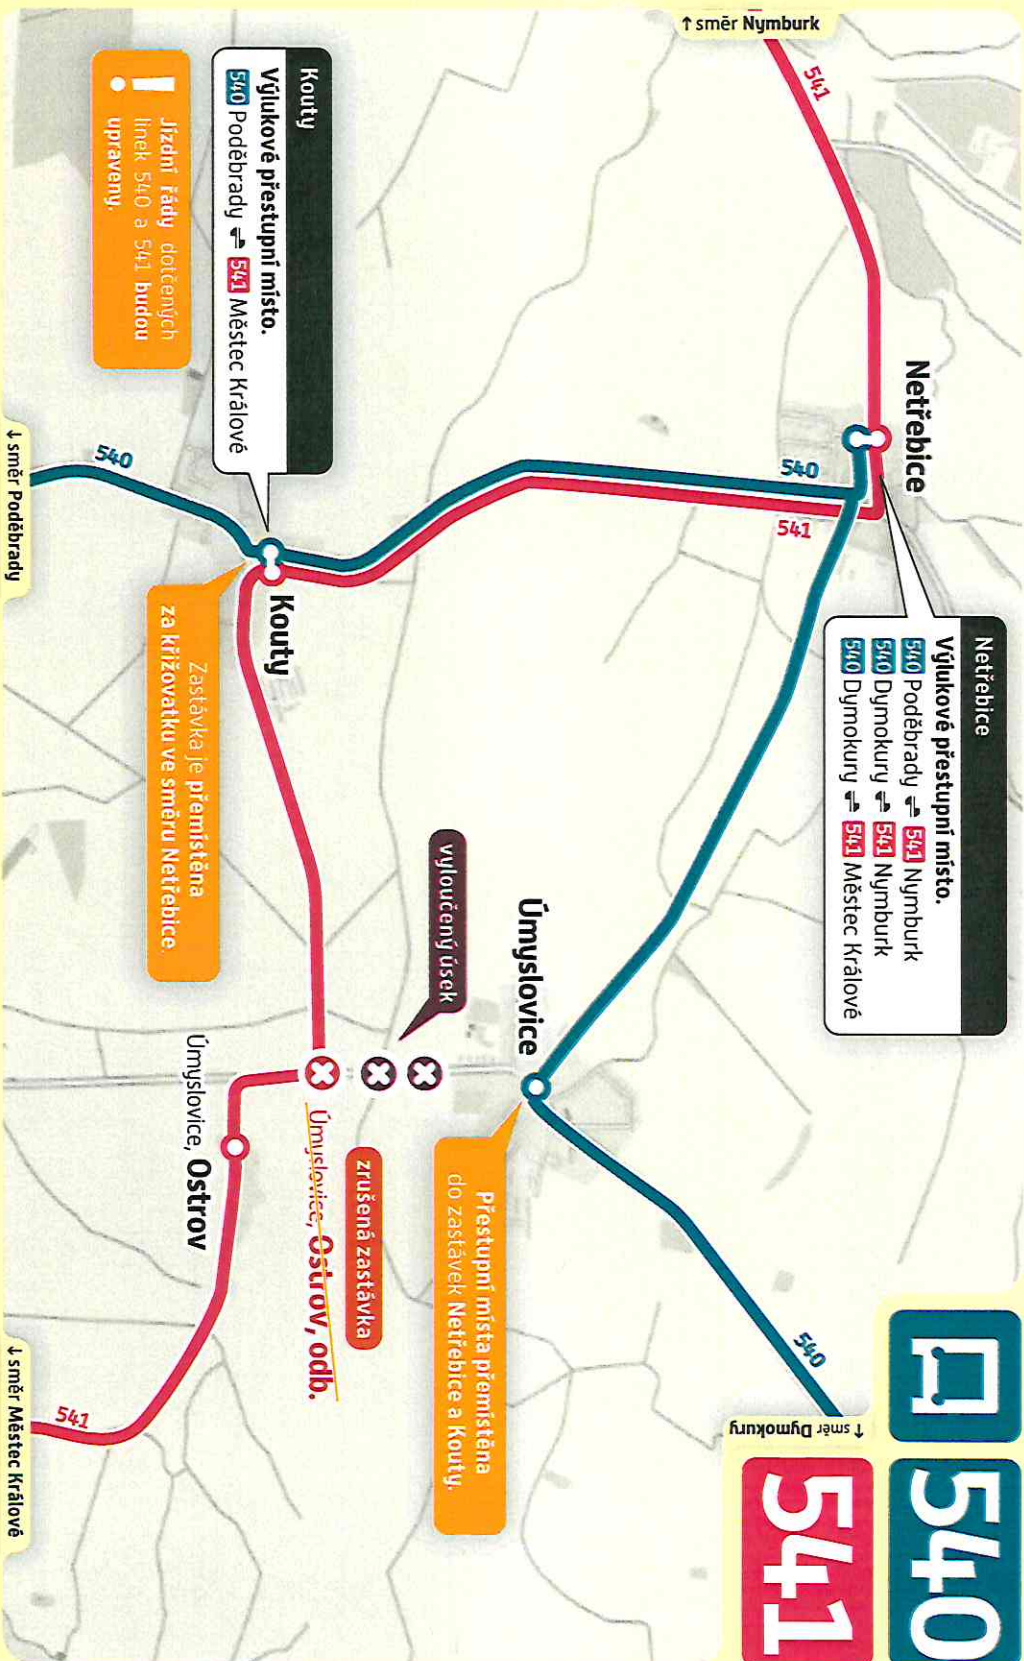 540
541
↑ směr Nymburk
541
Netřebice
Netřebice
Výlukové přestupní místo.
540 Poděbrady ⇌ 541 Nymburk
540 Dymokury ⇌ 541 Nymburk
540 Dymokury ⇌ 541 Městec Králové
540
541
Kouty
Výlukové přestupní místo.
540 Poděbrady ⇌ 541 Městec Králové
! Jízdní řády dotčených
linek 540 a 541 budou
upraveny.
Kouty
Zastávka je přemístěna
za křižovatku ve směru Netřebice.
540
↓ směr Poděbrady
vyloučený úsek
Úmyslovice
Přestupní místa přemístěna
do zastávek Netřebice a Kouty.
zrušená zastávka
Úmyslovice, Ostrov, odb.
Úmyslovice, Ostrov
540
↑ směr Dymokury
541
↓ směr Městec Králové